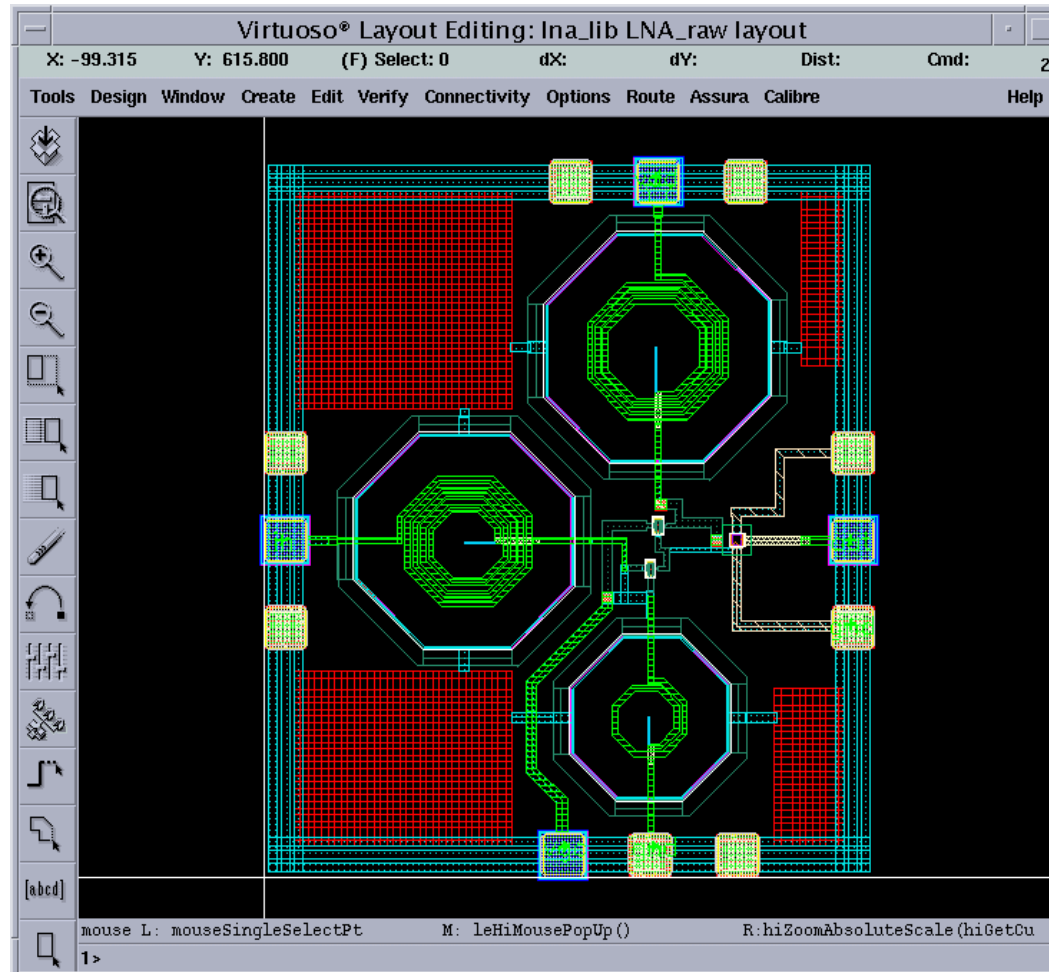 Virtuoso® Layout Editing: lna_lib LNA_raw layout
X: -99.315 Y: 615.800 (F) Select: 0 dX: dY: Dist: Cmd: 2
Tools Design Window Create Edit Verify Connectivity Options Route Assura Calibre Help
[abcd]
mouse L: mouseSingleSelectPt M: leHiMousePopUp() R:hiZoomAbsoluteScale(hiGetCu
1>